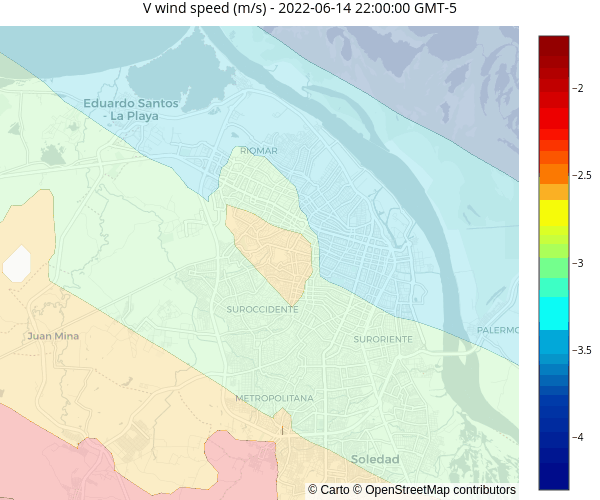 V wind speed (m/s) - 2022-06-14 22:00:00 GMT-5
−2
Eduardo Santos
- La Playa
RIOMAR
−2.5
−3
SUROCCIDENTE
PALERMO
Juan Mina
SURORIENTE
−3.5
METROPOLITANA
−4
Soledad
© Carto © OpenStreetMap contributors